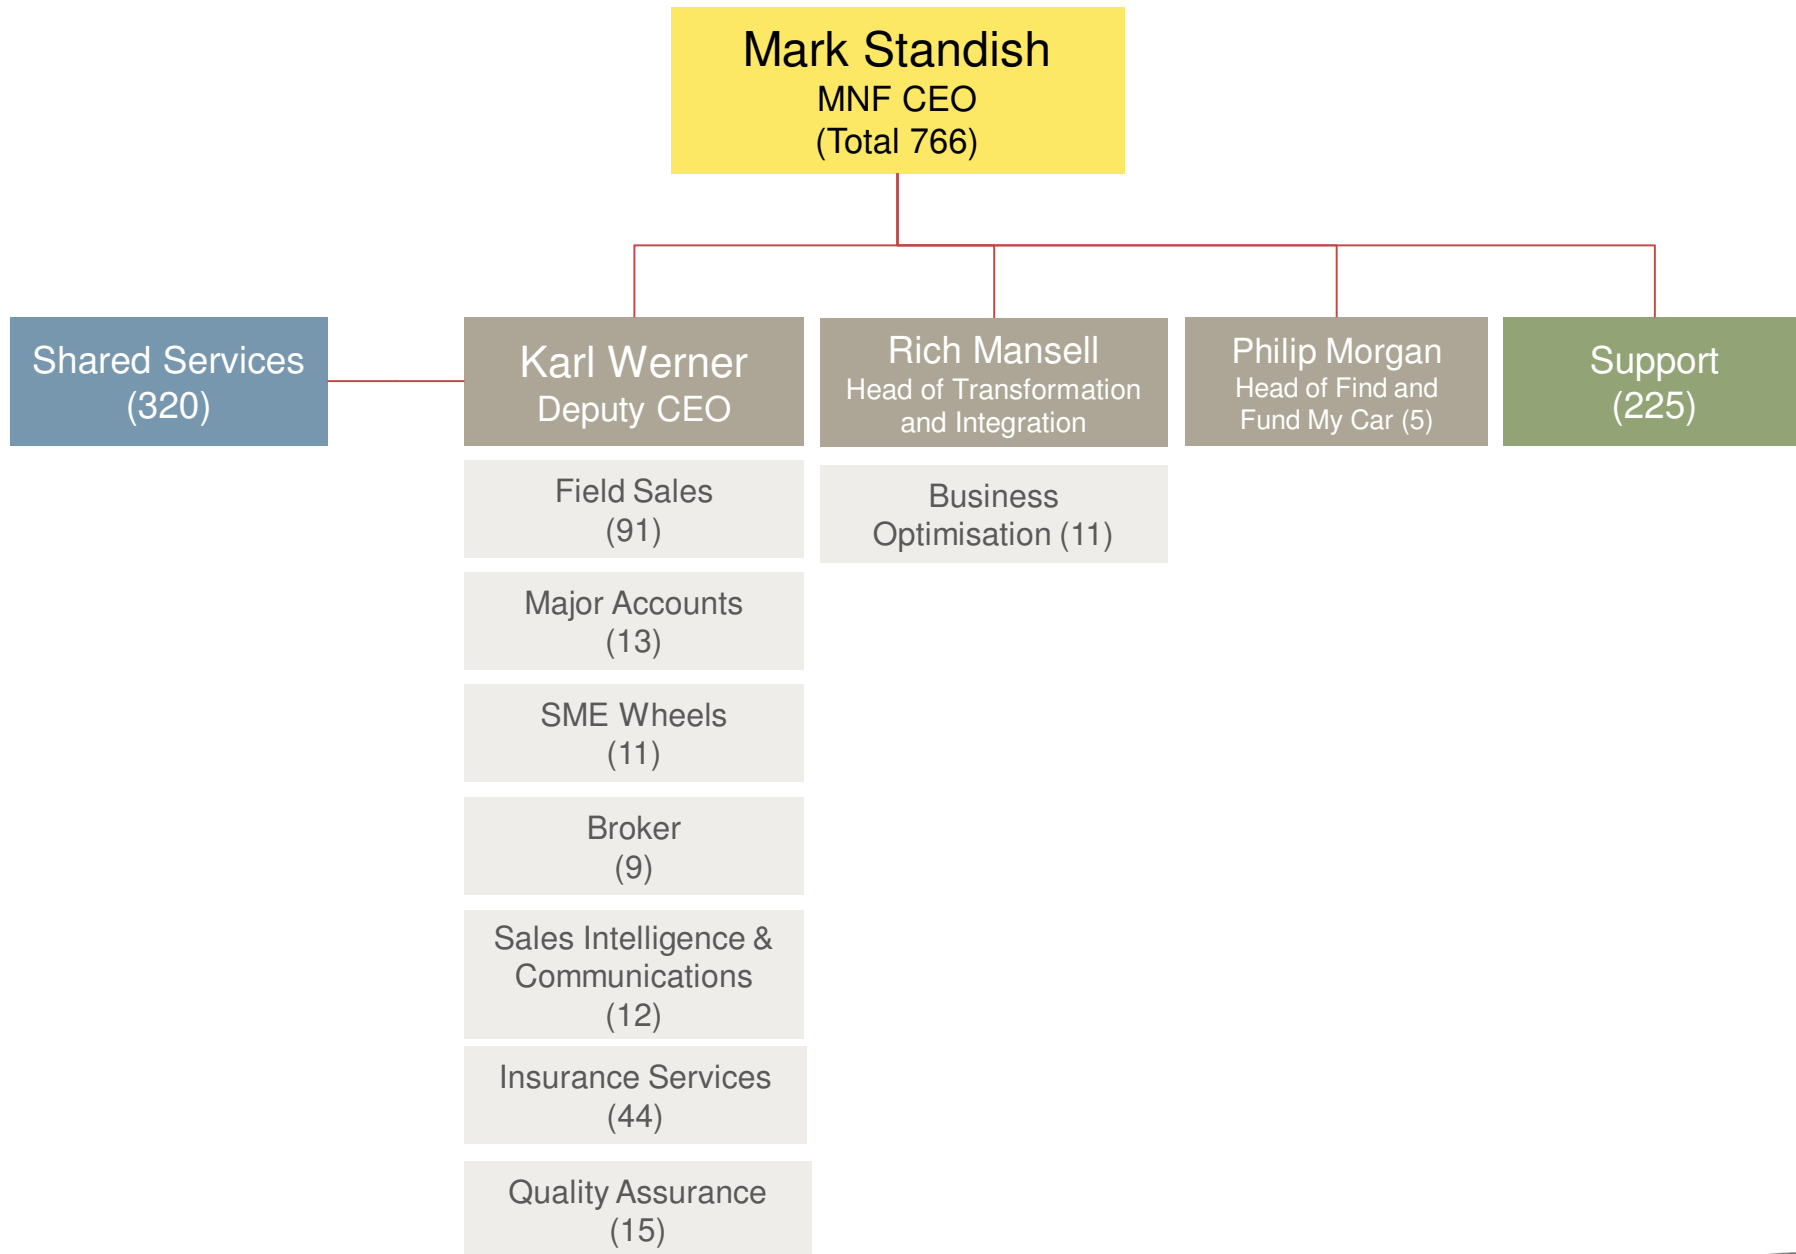 Mark Standish
MNF CEO
(Total 766)
Shared Services
(320)
Karl Werner
Deputy CEO
Rich Mansell
Head of Transformation
and Integration
Philip Morgan
Head of Find and
Fund My Car (5)
Support
(225)
Field Sales
(91)
Business
Optimisation (11)
Major Accounts
(13)
SME Wheels
(11)
Broker
(9)
Sales Intelligence &
Communications
(12)
Insurance Services
(44)
Quality Assurance
(15)